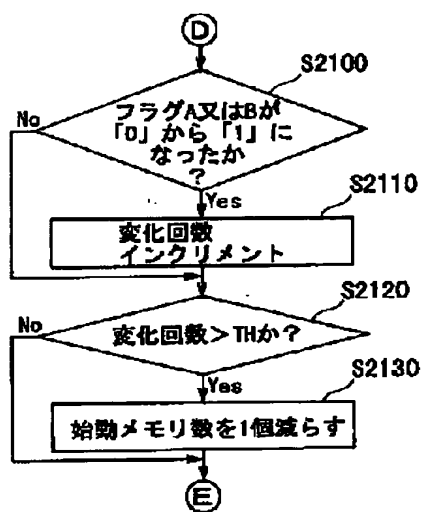 D
S2100
フラグA又はBが
「0」から「1」に
なったか
?
No
Yes
S2110
変化回数
インクリメント
S2120
変化回数>THか?
No
Yes
S2130
始動メモリ数を1個減らす
E